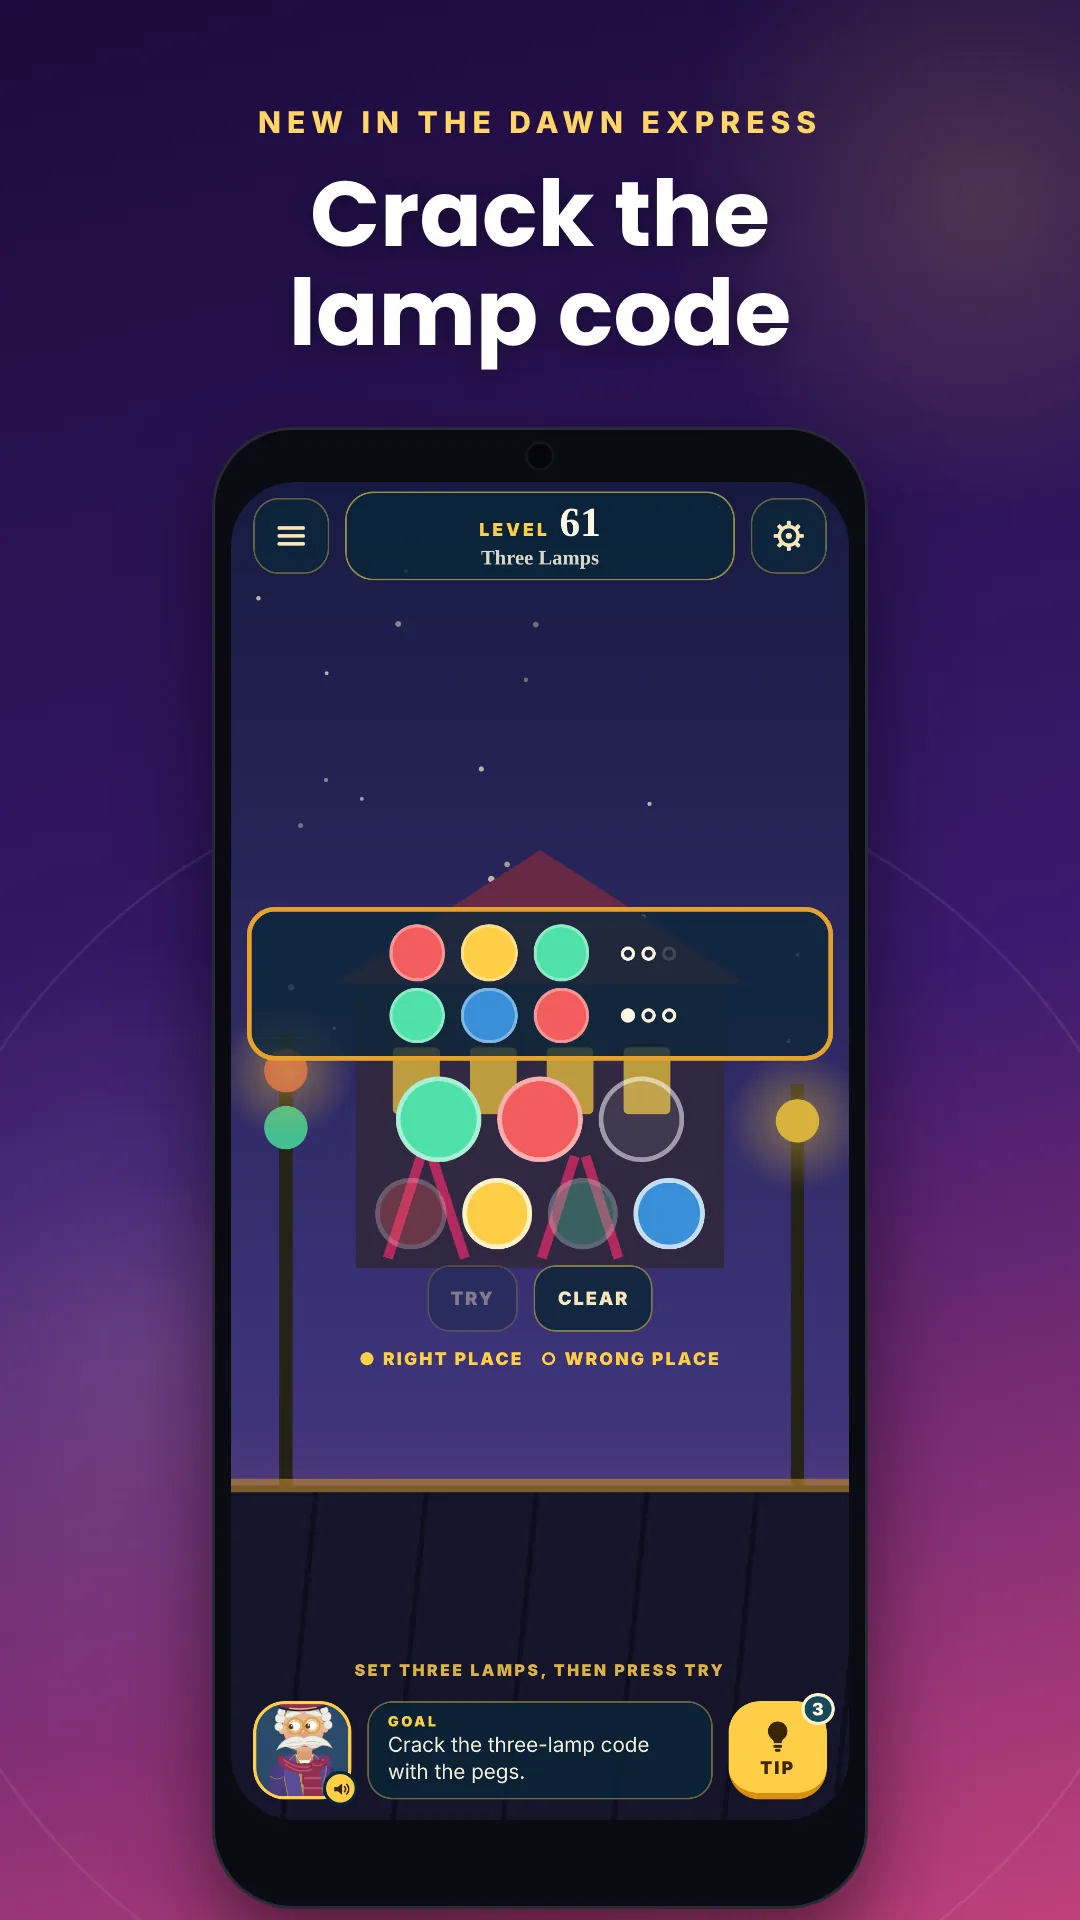 NEW IN THE DAWN EXPRESS
Crack the
lamp code
LEVEL 61
Three Lamps
TRY
CLEAR
RIGHT PLACE
WRONG PLACE
SET THREE LAMPS, THEN PRESS TRY
GOAL
Crack the three-lamp code
with the pegs.
3
TIP